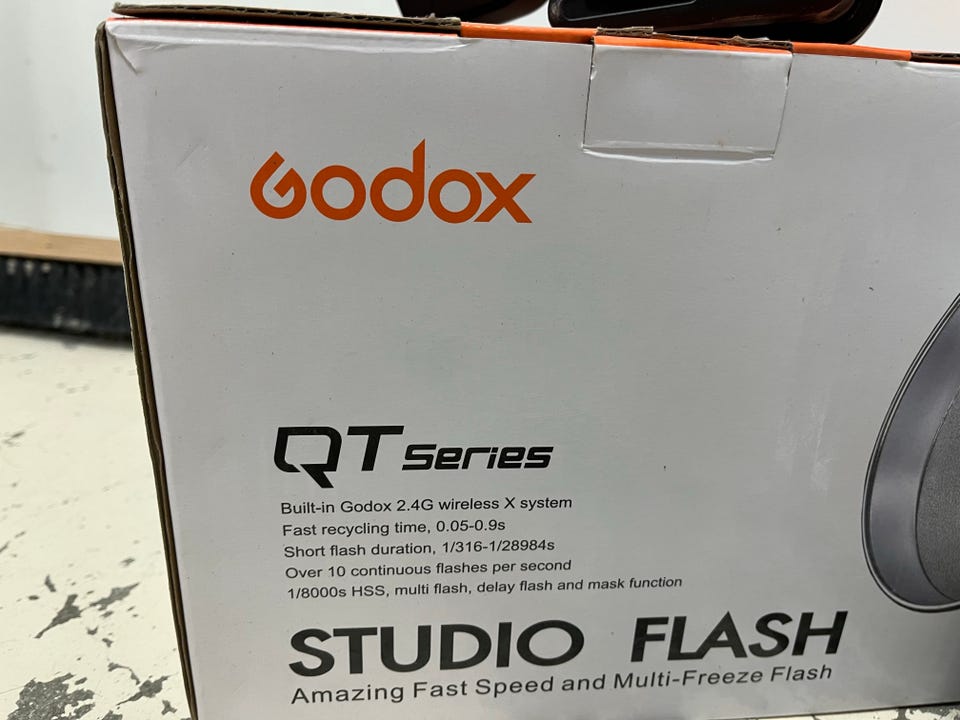 Godox
QT Series
Built-in Godox 2.4G wireless X system
Fast recycling time, 0.05-0.9s
Short flash duration, 1/316-1/28984s
Over 10 continuous flashes per second
1/8000s HSS, multi flash, delay flash and mask function
STUDIO FLASH
Amazing Fast Speed and Multi-Freeze Flash